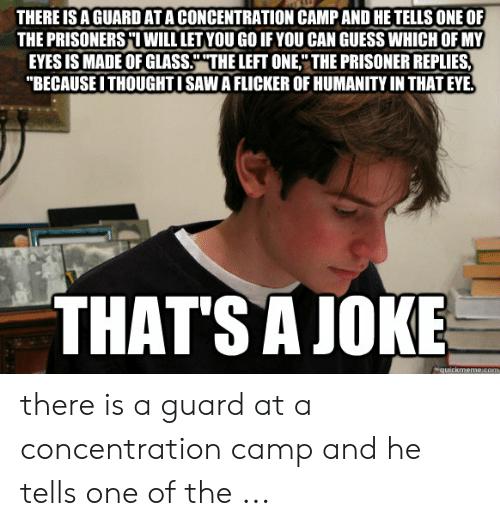 THERE IS A GUARD AT A CONCENTRATION CAMP AND HE TELLS ONE OF
THE PRISONERS "I WILL LET YOU GO IF YOU CAN GUESS WHICH OF MY
EYES IS MADE OF GLASS." "THE LEFT ONE," THE PRISONER REPLIES,
"BECAUSE I THOUGHT I SAW A FLICKER OF HUMANITY IN THAT EYE.
THAT'S A JOKE
quickmeme.com
there is a guard at a
concentration camp and he
tells one of the ...